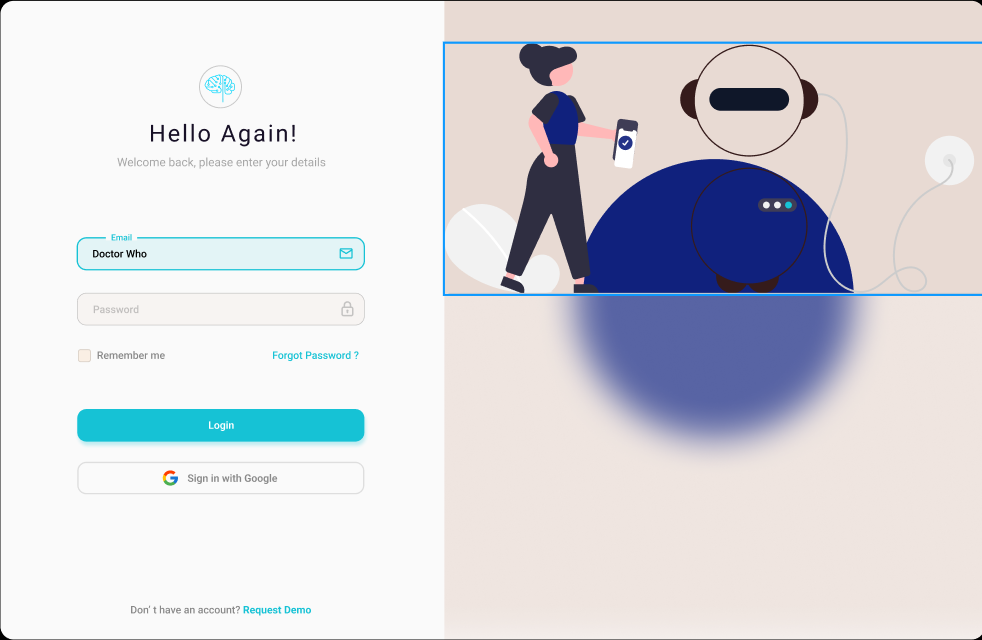 Hello Again!
Welcome back, please enter your details
Email
Doctor Who
Password
Remember me
Forgot Password ?
Login
Sign in with Google
Don' t have an account? Request Demo